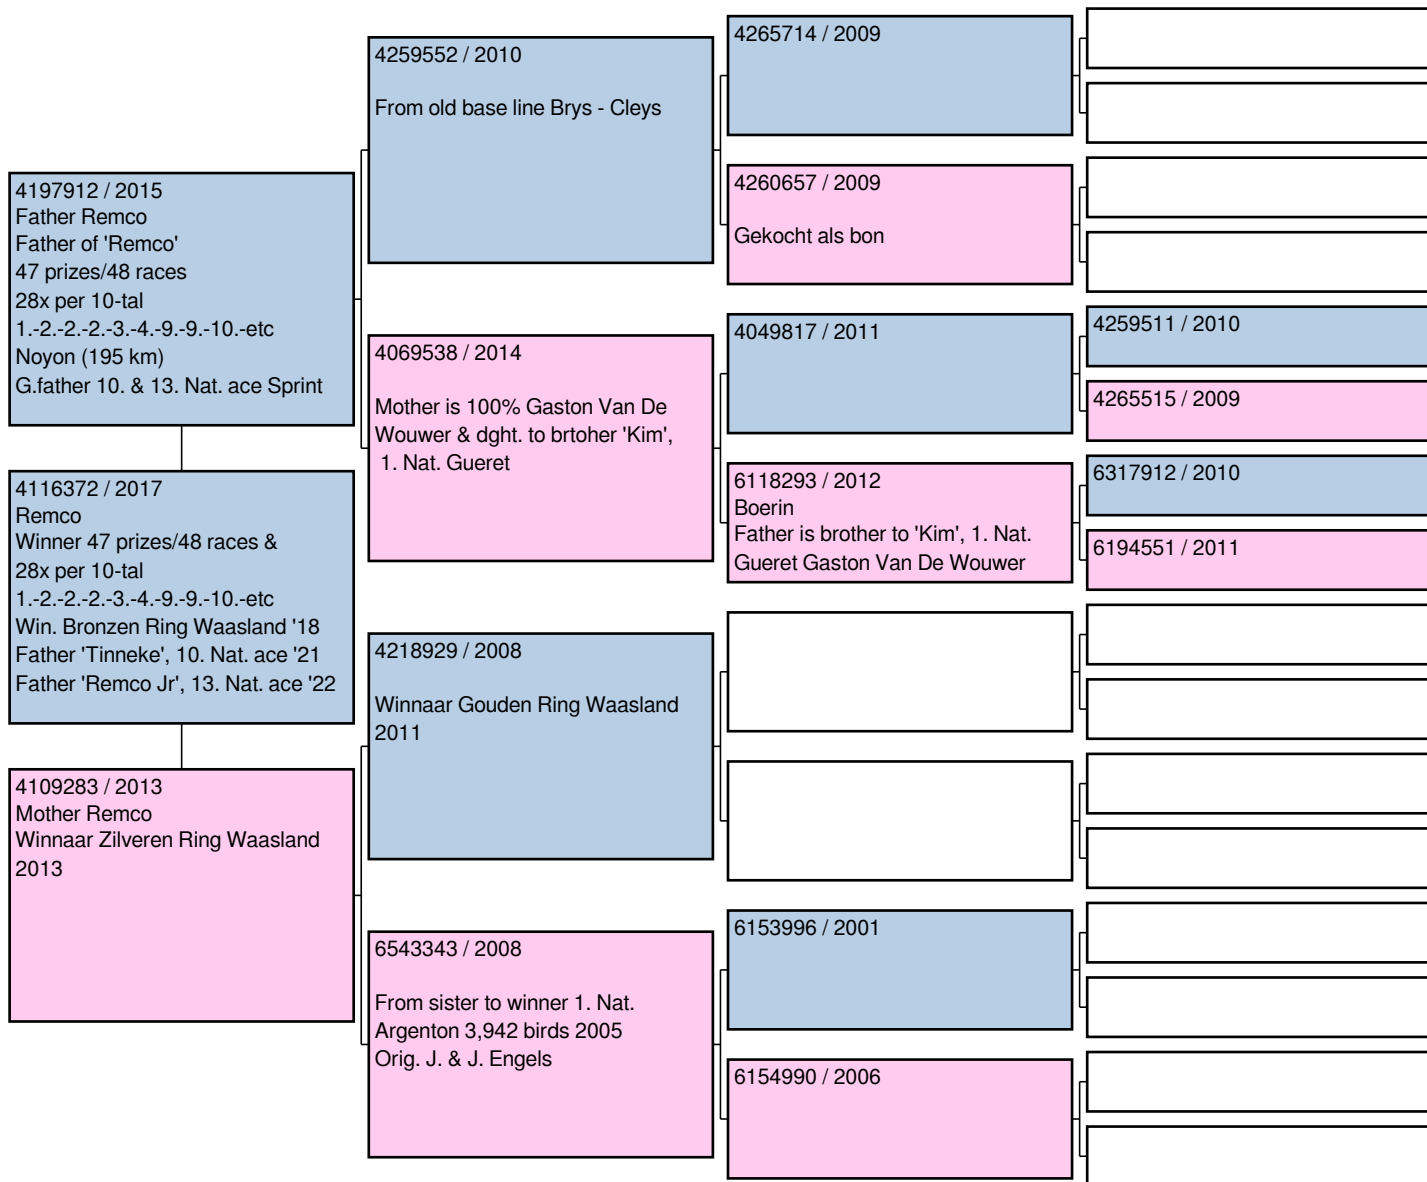 4197912 / 2015
Father Remco
Father of 'Remco'
47 prizes/48 races
28x per 10-tal
1.-2.-2.-2.-3.-4.-9.-9.-10.-etc
Noyon (195 km)
G.father 10. & 13. Nat. ace Sprint
4116372 / 2017
Remco
Winner 47 prizes/48 races &
28x per 10-tal
1.-2.-2.-2.-3.-4.-9.-9.-10.-etc
Win. Bronzen Ring Waasland '18
Father 'Tinneke', 10. Nat. ace '21
Father 'Remco Jr', 13. Nat. ace '22
4109283 / 2013
Mother Remco
Winnaar Zilveren Ring Waasland
2013
4259552 / 2010
From old base line Brys - Cleys
4069538 / 2014
Mother is 100% Gaston Van De
Wouwer & dght. to brtoher 'Kim',
1. Nat. Gueret
4218929 / 2008
Winnaar Gouden Ring Waasland
2011
6543343 / 2008
From sister to winner 1. Nat.
Argenton 3,942 birds 2005
Orig. J. & J. Engels
4265714 / 2009
4260657 / 2009
Gekocht als bon
4049817 / 2011
6118293 / 2012
Boerin
Father is brother to 'Kim', 1. Nat.
Gueret Gaston Van De Wouwer
6153996 / 2001
6154990 / 2006
4259511 / 2010
4265515 / 2009
6317912 / 2010
6194551 / 2011